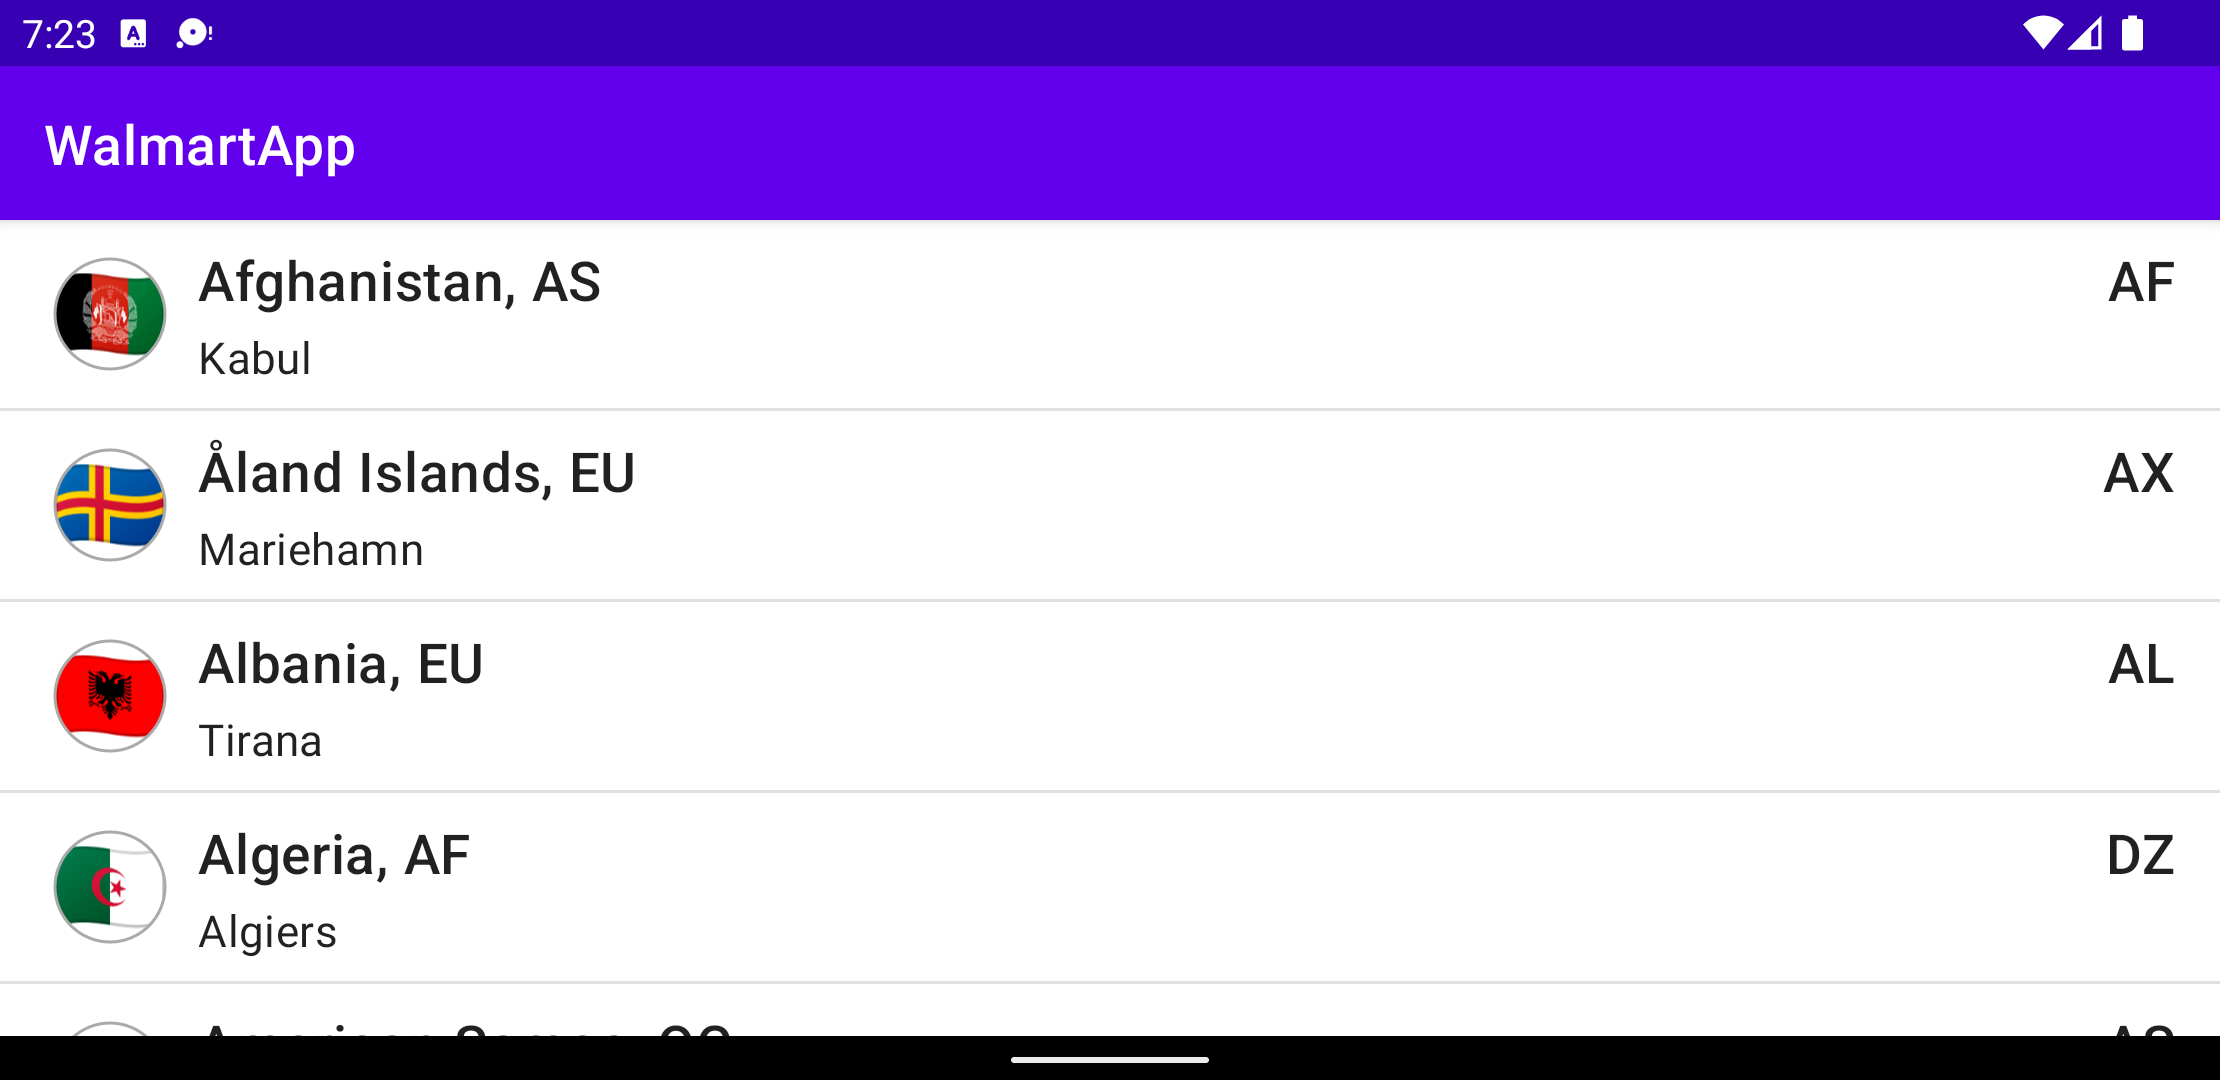 7:23
WalmartApp
Afghanistan, AS
AF
Kabul
Åland Islands, EU
AX
Mariehamn
Albania, EU
AL
Tirana
Algeria, AF
DZ
Algiers